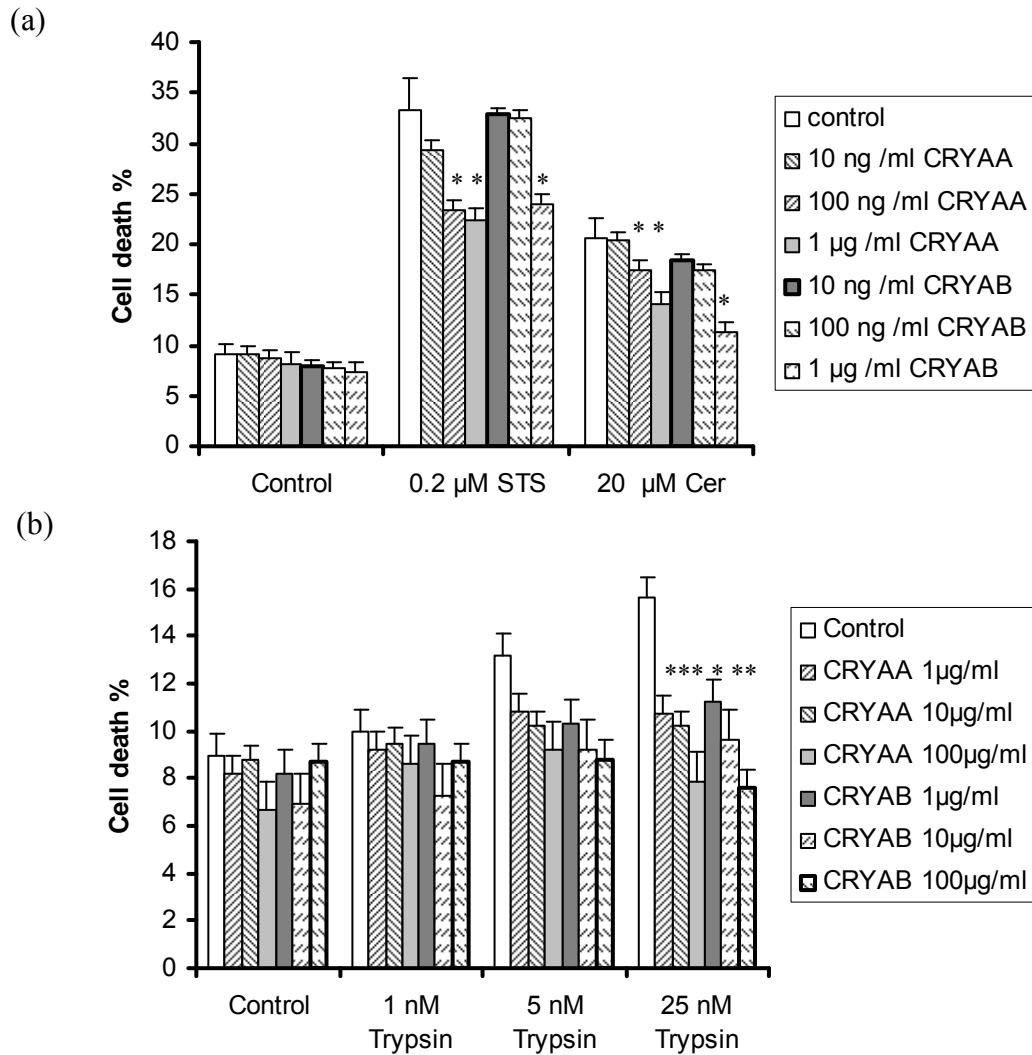 (a)
40
35
30
25
20
15
10
5
0
Cell death %
* *
*
* *
*
Control
0.2 µM STS
20 µM Cer
control
10 ng /ml CRYAA
100 ng /ml CRYAA
1 µg /ml CRYAA
10 ng /ml CRYAB
100 ng /ml CRYAB
1 µg /ml CRYAB
(b)
18
16
14
12
10
8
6
4
2
0
Cell death %
*** * **
Control
1 nM
Trypsin
5 nM
Trypsin
25 nM
Trypsin
Control
CRYAA 1µg/ml
CRYAA 10µg/ml
CRYAA 100µg/ml
CRYAB 1µg/ml
CRYAB 10µg/ml
CRYAB 100µg/ml